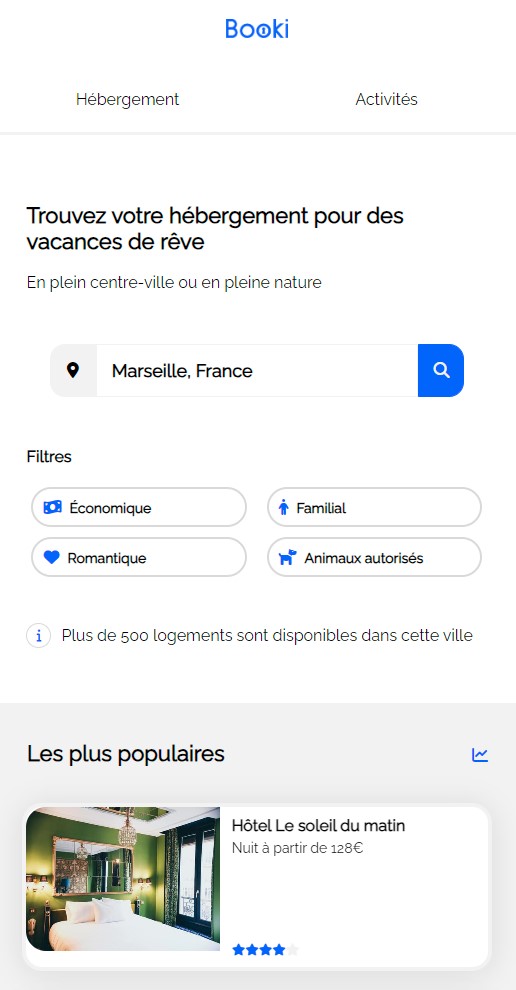 Booki
Hébergement
Activités
Trouvez votre hébergement pour des
vacances de rêve
En plein centre-ville ou en pleine nature
Marseille, France
Filtres
Économique
Familial
Romantique
Animaux autorisés
Plus de 500 logements sont disponibles dans cette ville
Les plus populaires
Hôtel Le soleil du matin
Nuit à partir de 128€